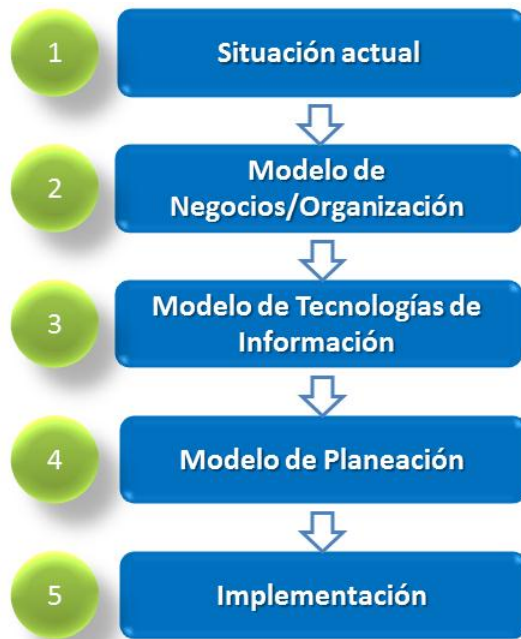 1
Situación actual
2
Modelo de
Negocios/Organización
3
Modelo de Tecnologías de
Información
4
Modelo de Planeación
5
Implementación